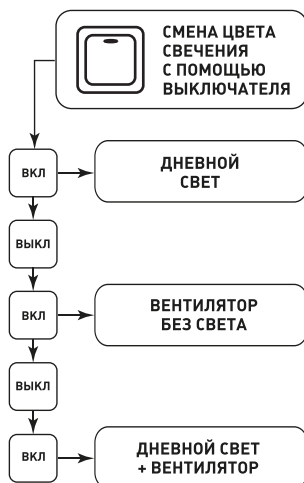 СМЕНА ЦВЕТА
СВЕЧЕНИЯ
С ПОМОЩЬЮ
ВЫКЛЮЧАТЕЛЯ
ВКЛ
ДНЕВНОЙ
СВЕТ
ВЫКЛ
ВКЛ
ВЕНТИЛЯТОР
БЕЗ СВЕТА
ВЫКЛ
ВКЛ
ДНЕВНОЙ СВЕТ
+ ВЕНТИЛЯТОР